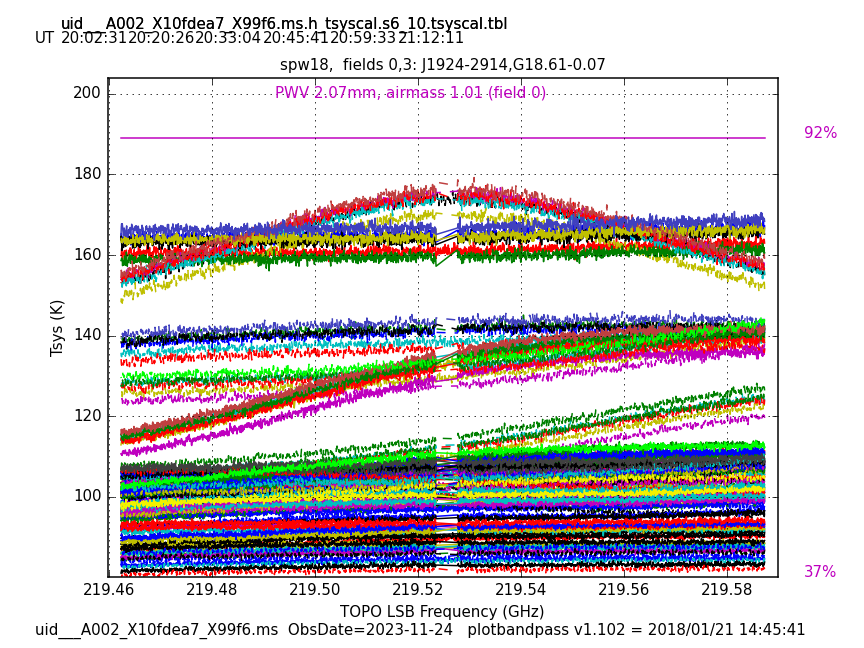 uid___A002_X10fdea7_X99f6.ms.h_tsyscal.s6_10.tsyscal.tbl
UT 20:02:31 20:20:26 20:33:04 20:45:41 20:59:33 21:12:11
spw18, fields 0,3: J1924-2914,G18.61-0.07
PWV 2.07mm, airmass 1.01 (field 0)
92%
37%
200
180
160
140
120
100
Tsys (K)
219.46 219.48 219.50 219.52 219.54 219.56 219.58
TOPO LSB Frequency (GHz)
uid___A002_X10fdea7_X99f6.ms ObsDate=2023-11-24 plotbandpass v1.102 = 2018/01/21 14:45:41